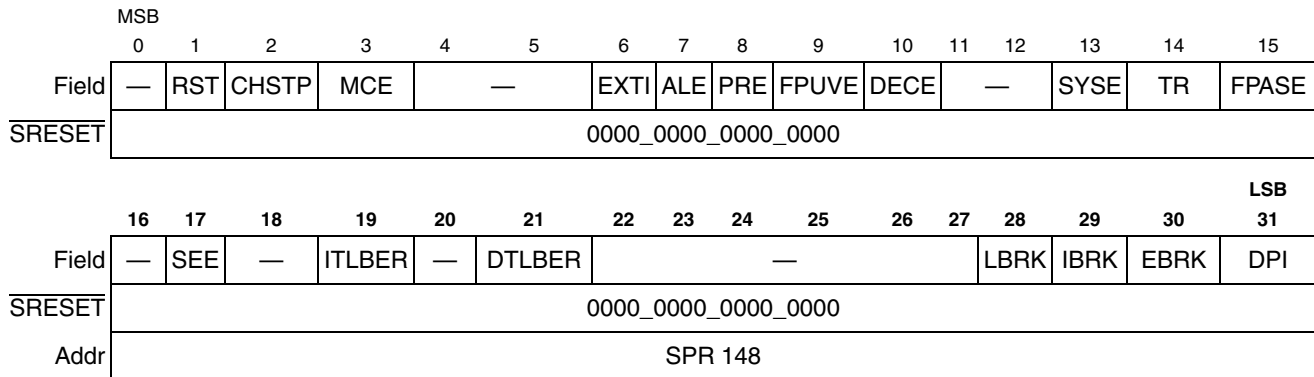 MSB
0 1 2 3 4 5 6 7 8 9 10 11 12 13 14 15
Field — RST CHSTP MCE — EXTI ALE PRE FPUVE DECE — SYSE TR FPASE
SRESET 0000_0000_0000_0000
LSB
16 17 18 19 20 21 22 23 24 25 26 27 28 29 30 31
Field — SEE — ITLBER — DTLBER — LBRK IBRK EBRK DPI
SRESET 0000_0000_0000_0000
Addr SPR 148